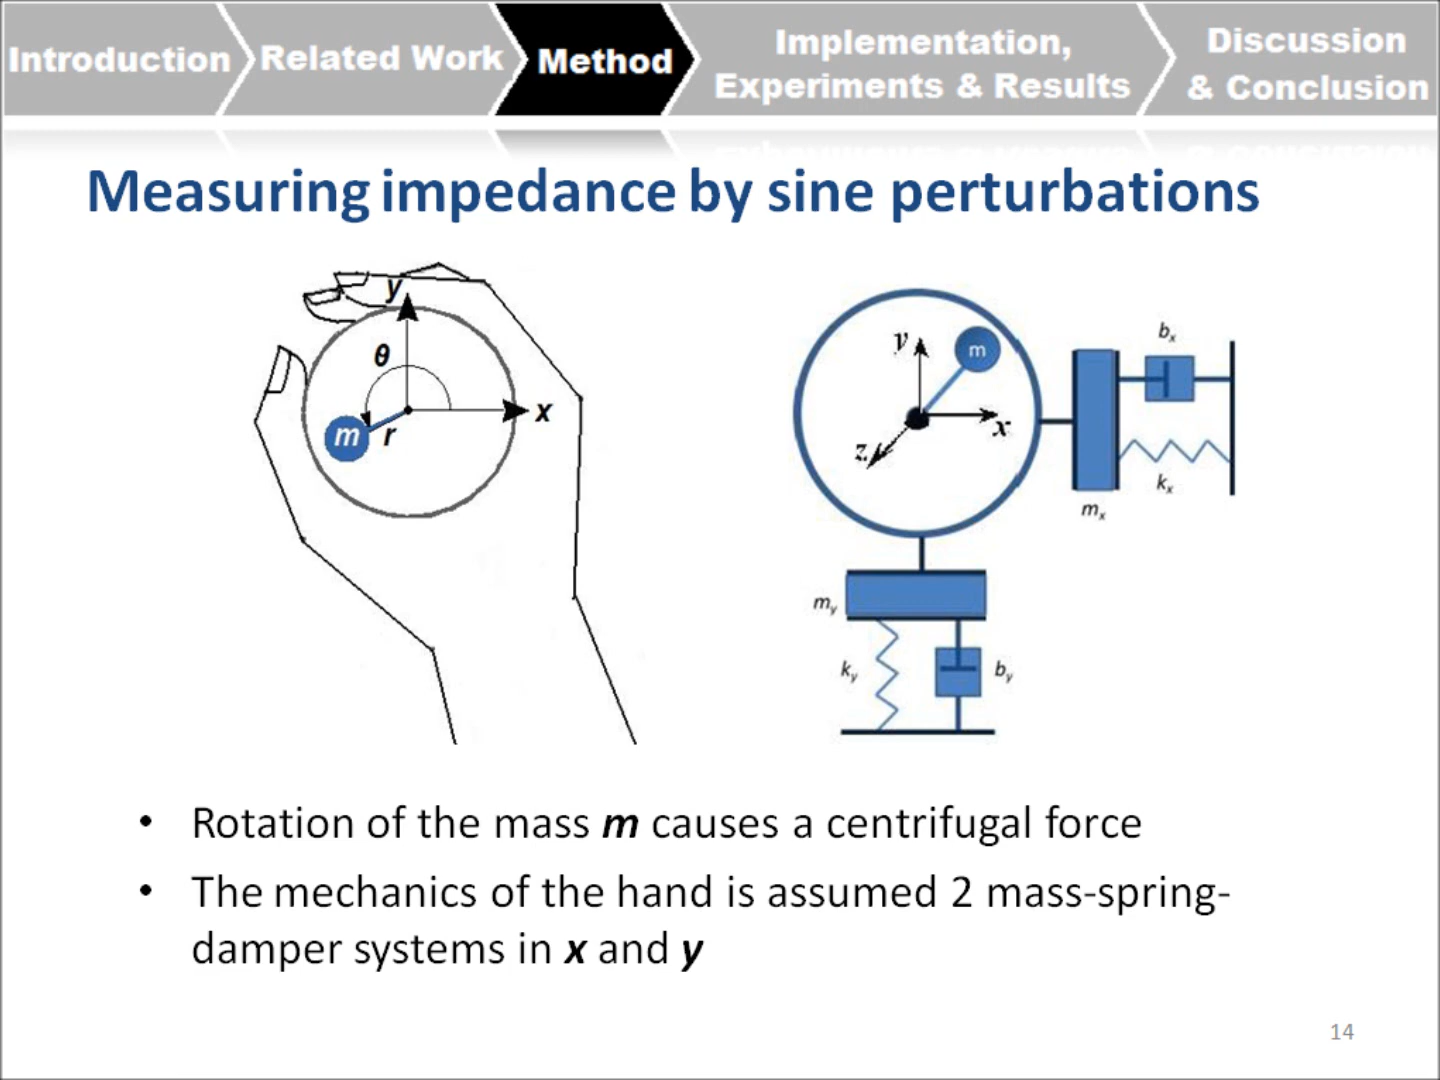 Introduction
Related Work
Method
Implementation,
Experiments & Results
Discussion
& Conclusion
Measuring impedance by sine perturbations
y
θ
x
m
r
y
m
x
z
bx
kx
mx
my
ky
by
• Rotation of the mass m causes a centrifugal force
• The mechanics of the hand is assumed 2 mass-spring-
damper systems in x and y
14